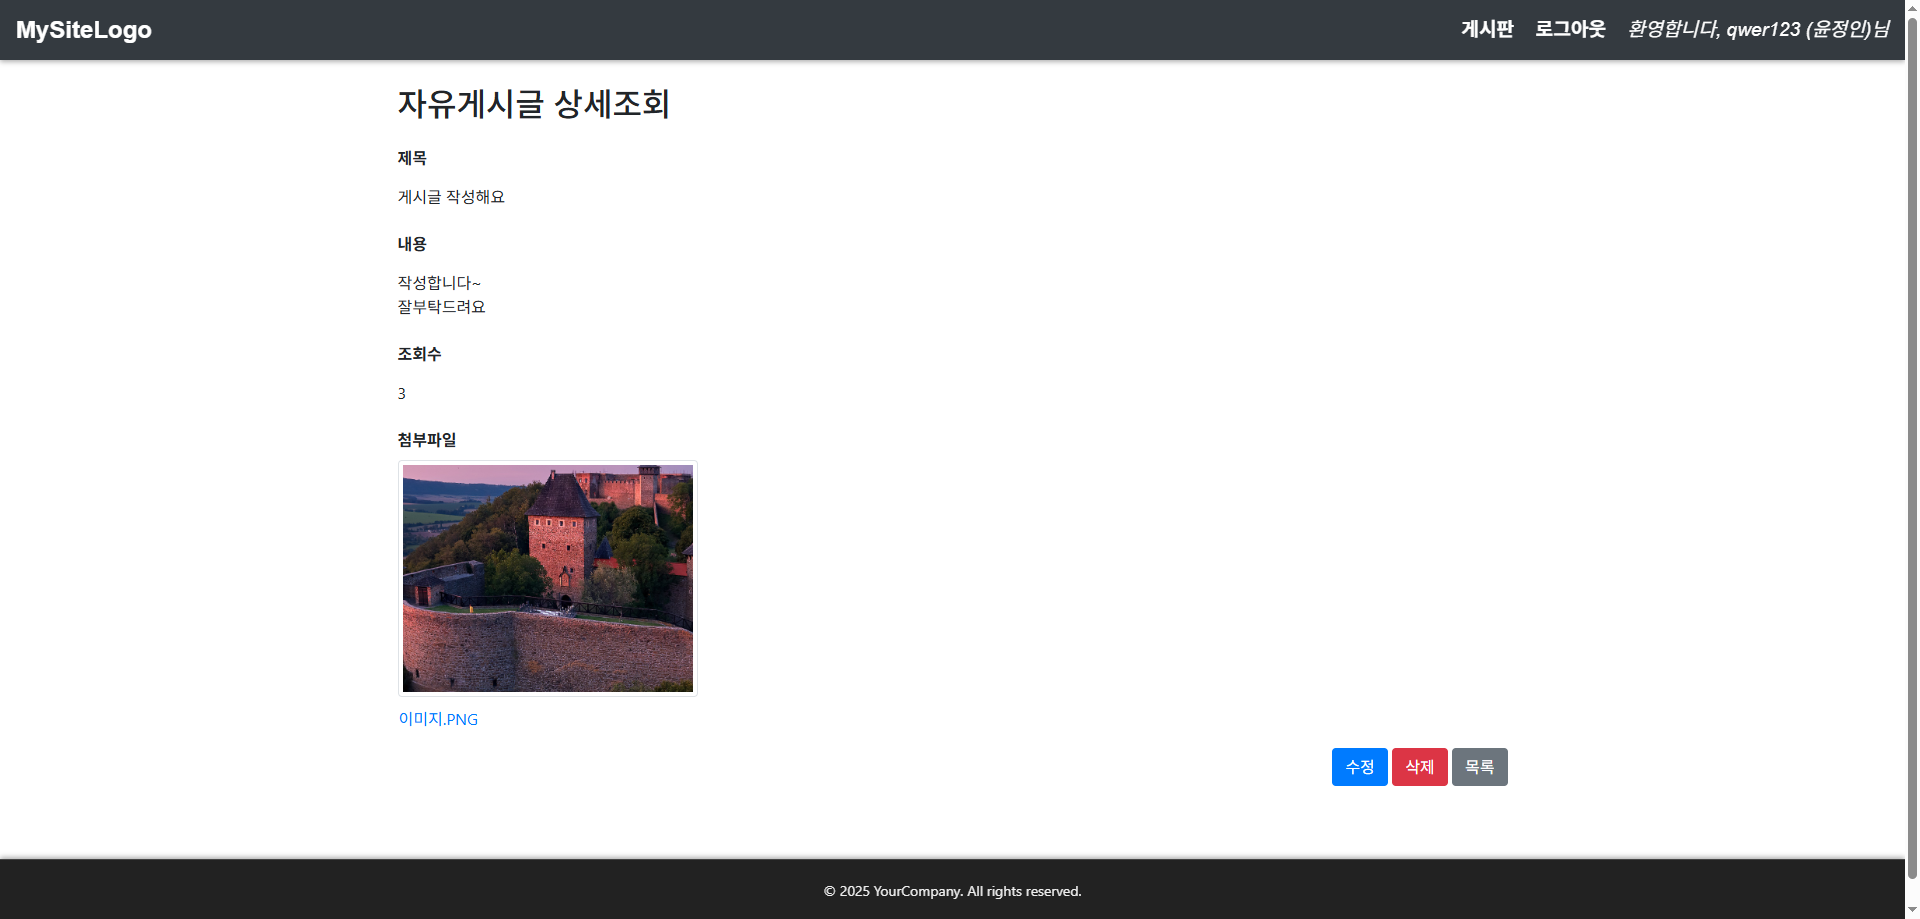 MySiteLogo
게시판 로그아웃 환영합니다, qwer123 (윤정인)님
자유게시글 상세조회
제목
게시글 작성해요
내용
작성합니다~
잘부탁드려요
조회수
3
첨부파일
이미지.PNG
수정 삭제 목록
© 2025 YourCompany. All rights reserved.